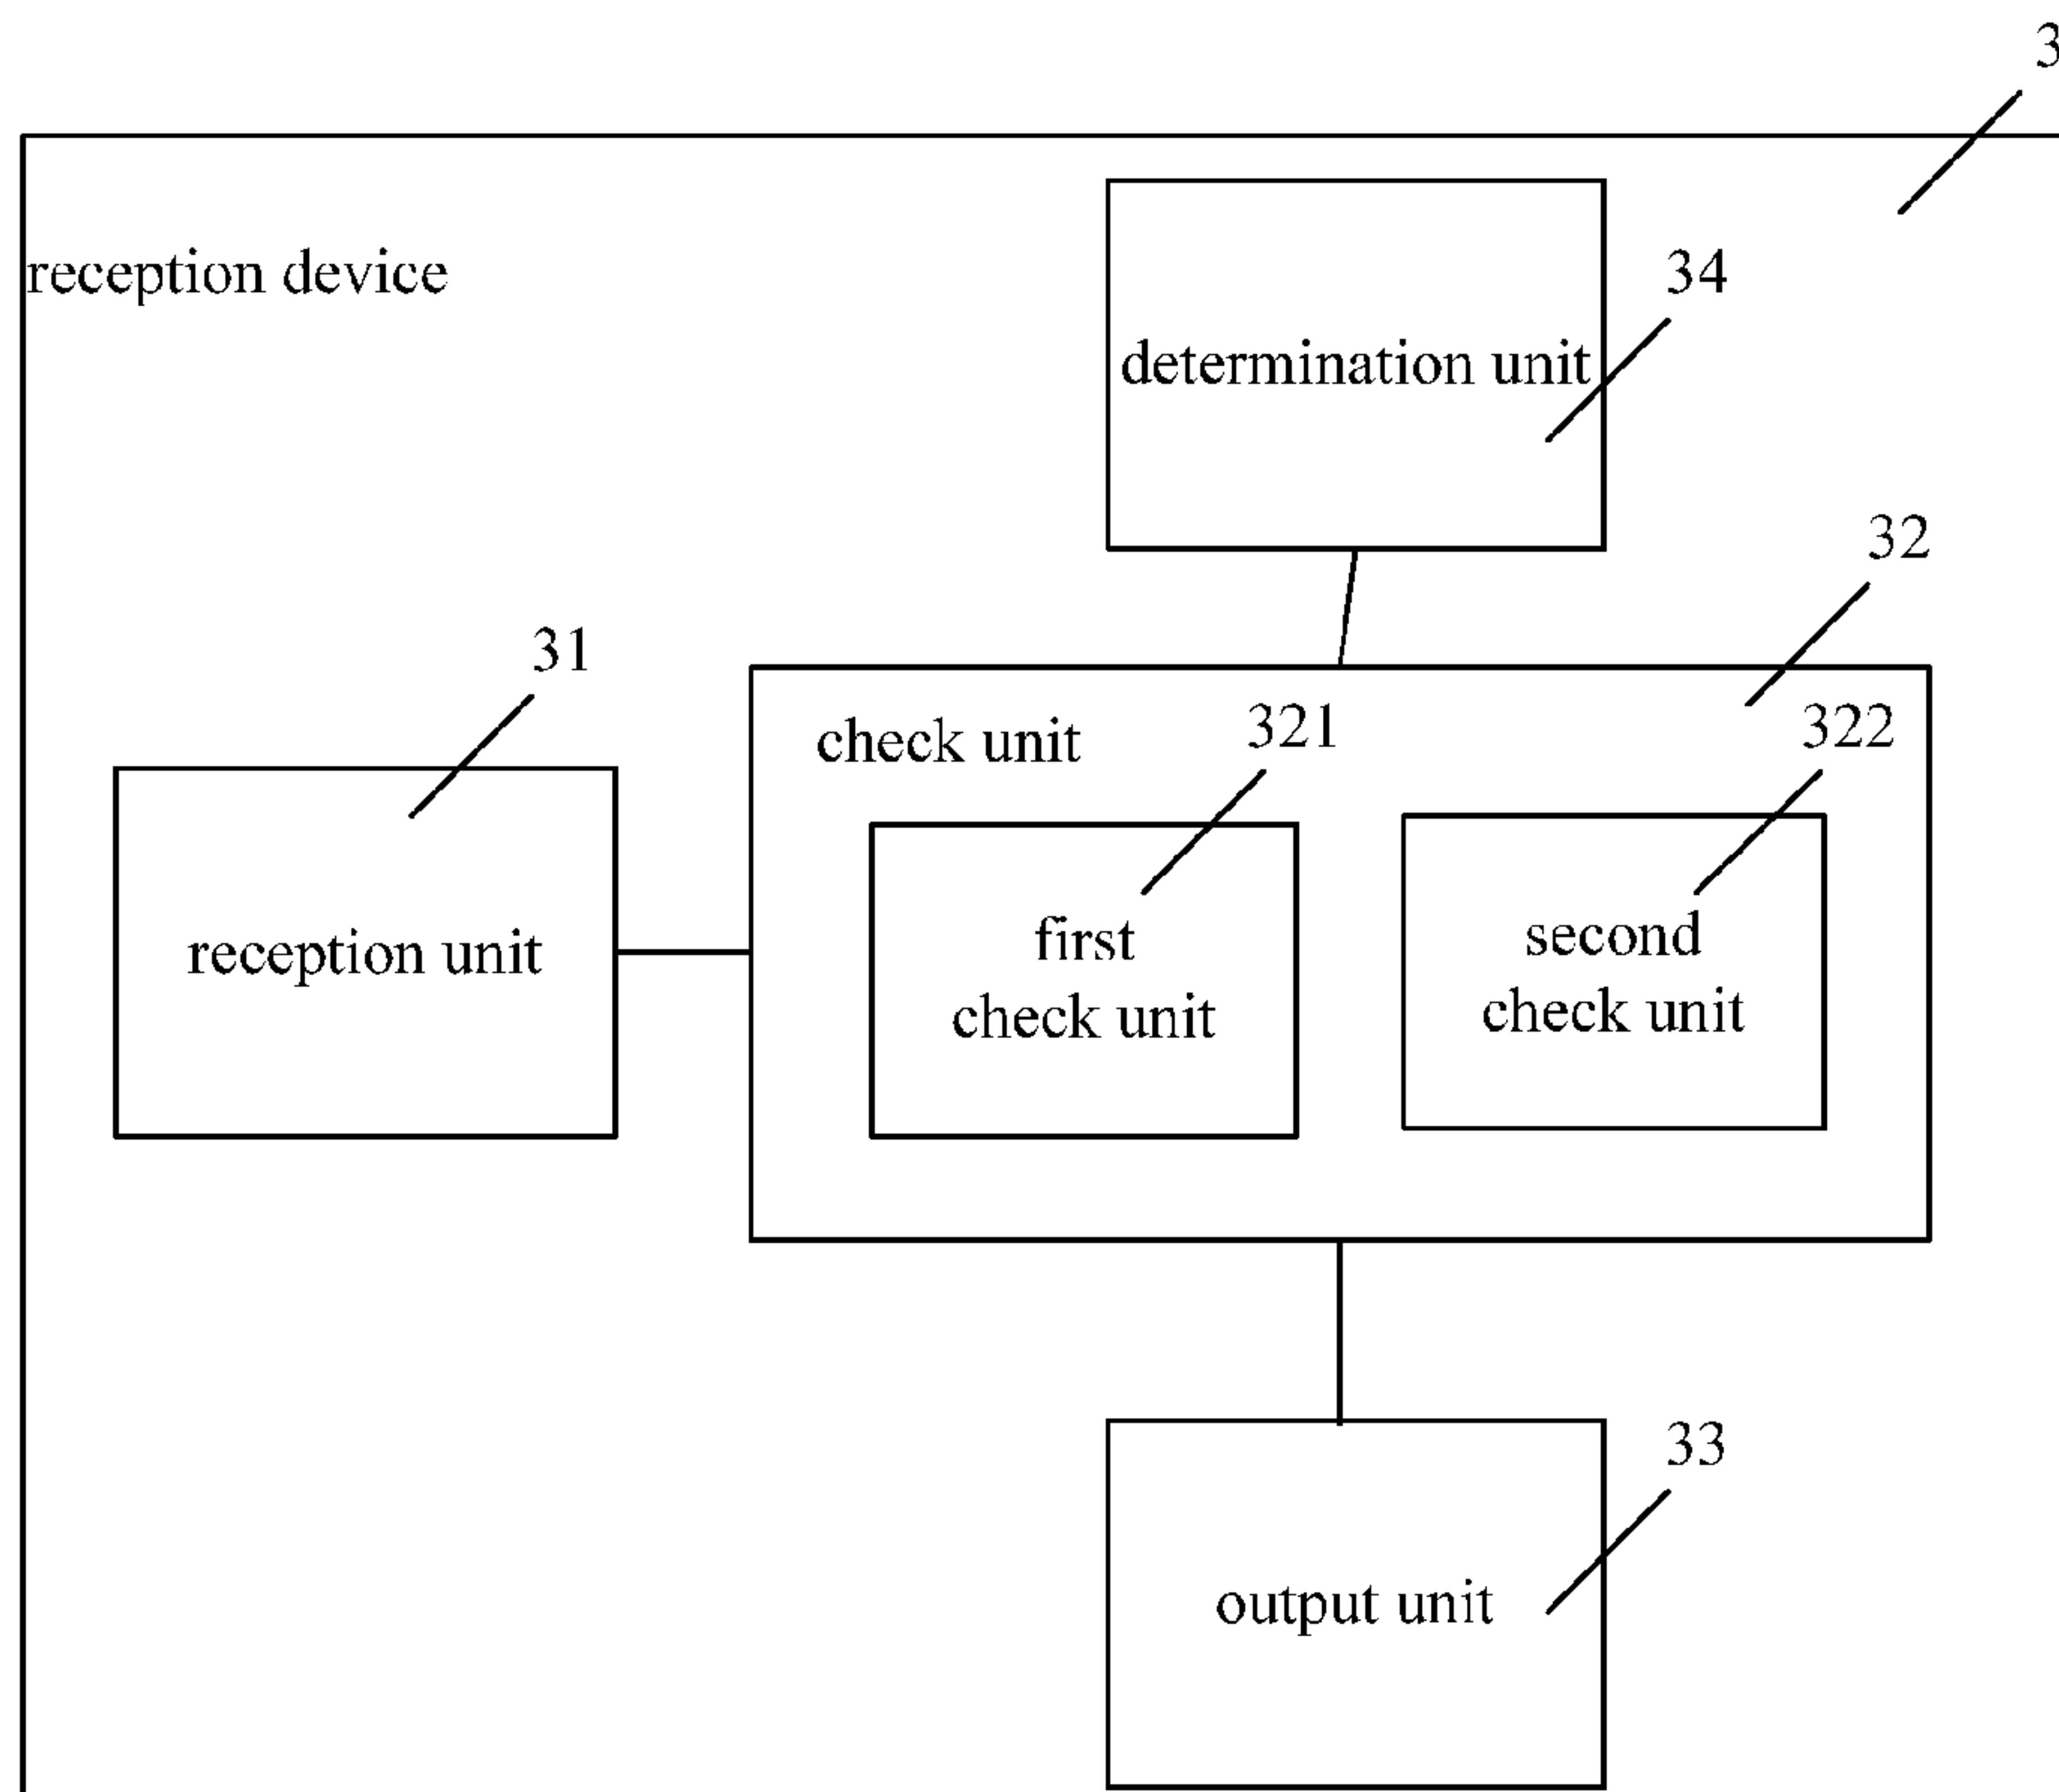 3
reception device
34
determination unit
32
31
321
322
check unit
reception unit
first
check unit
second
check unit
33
output unit